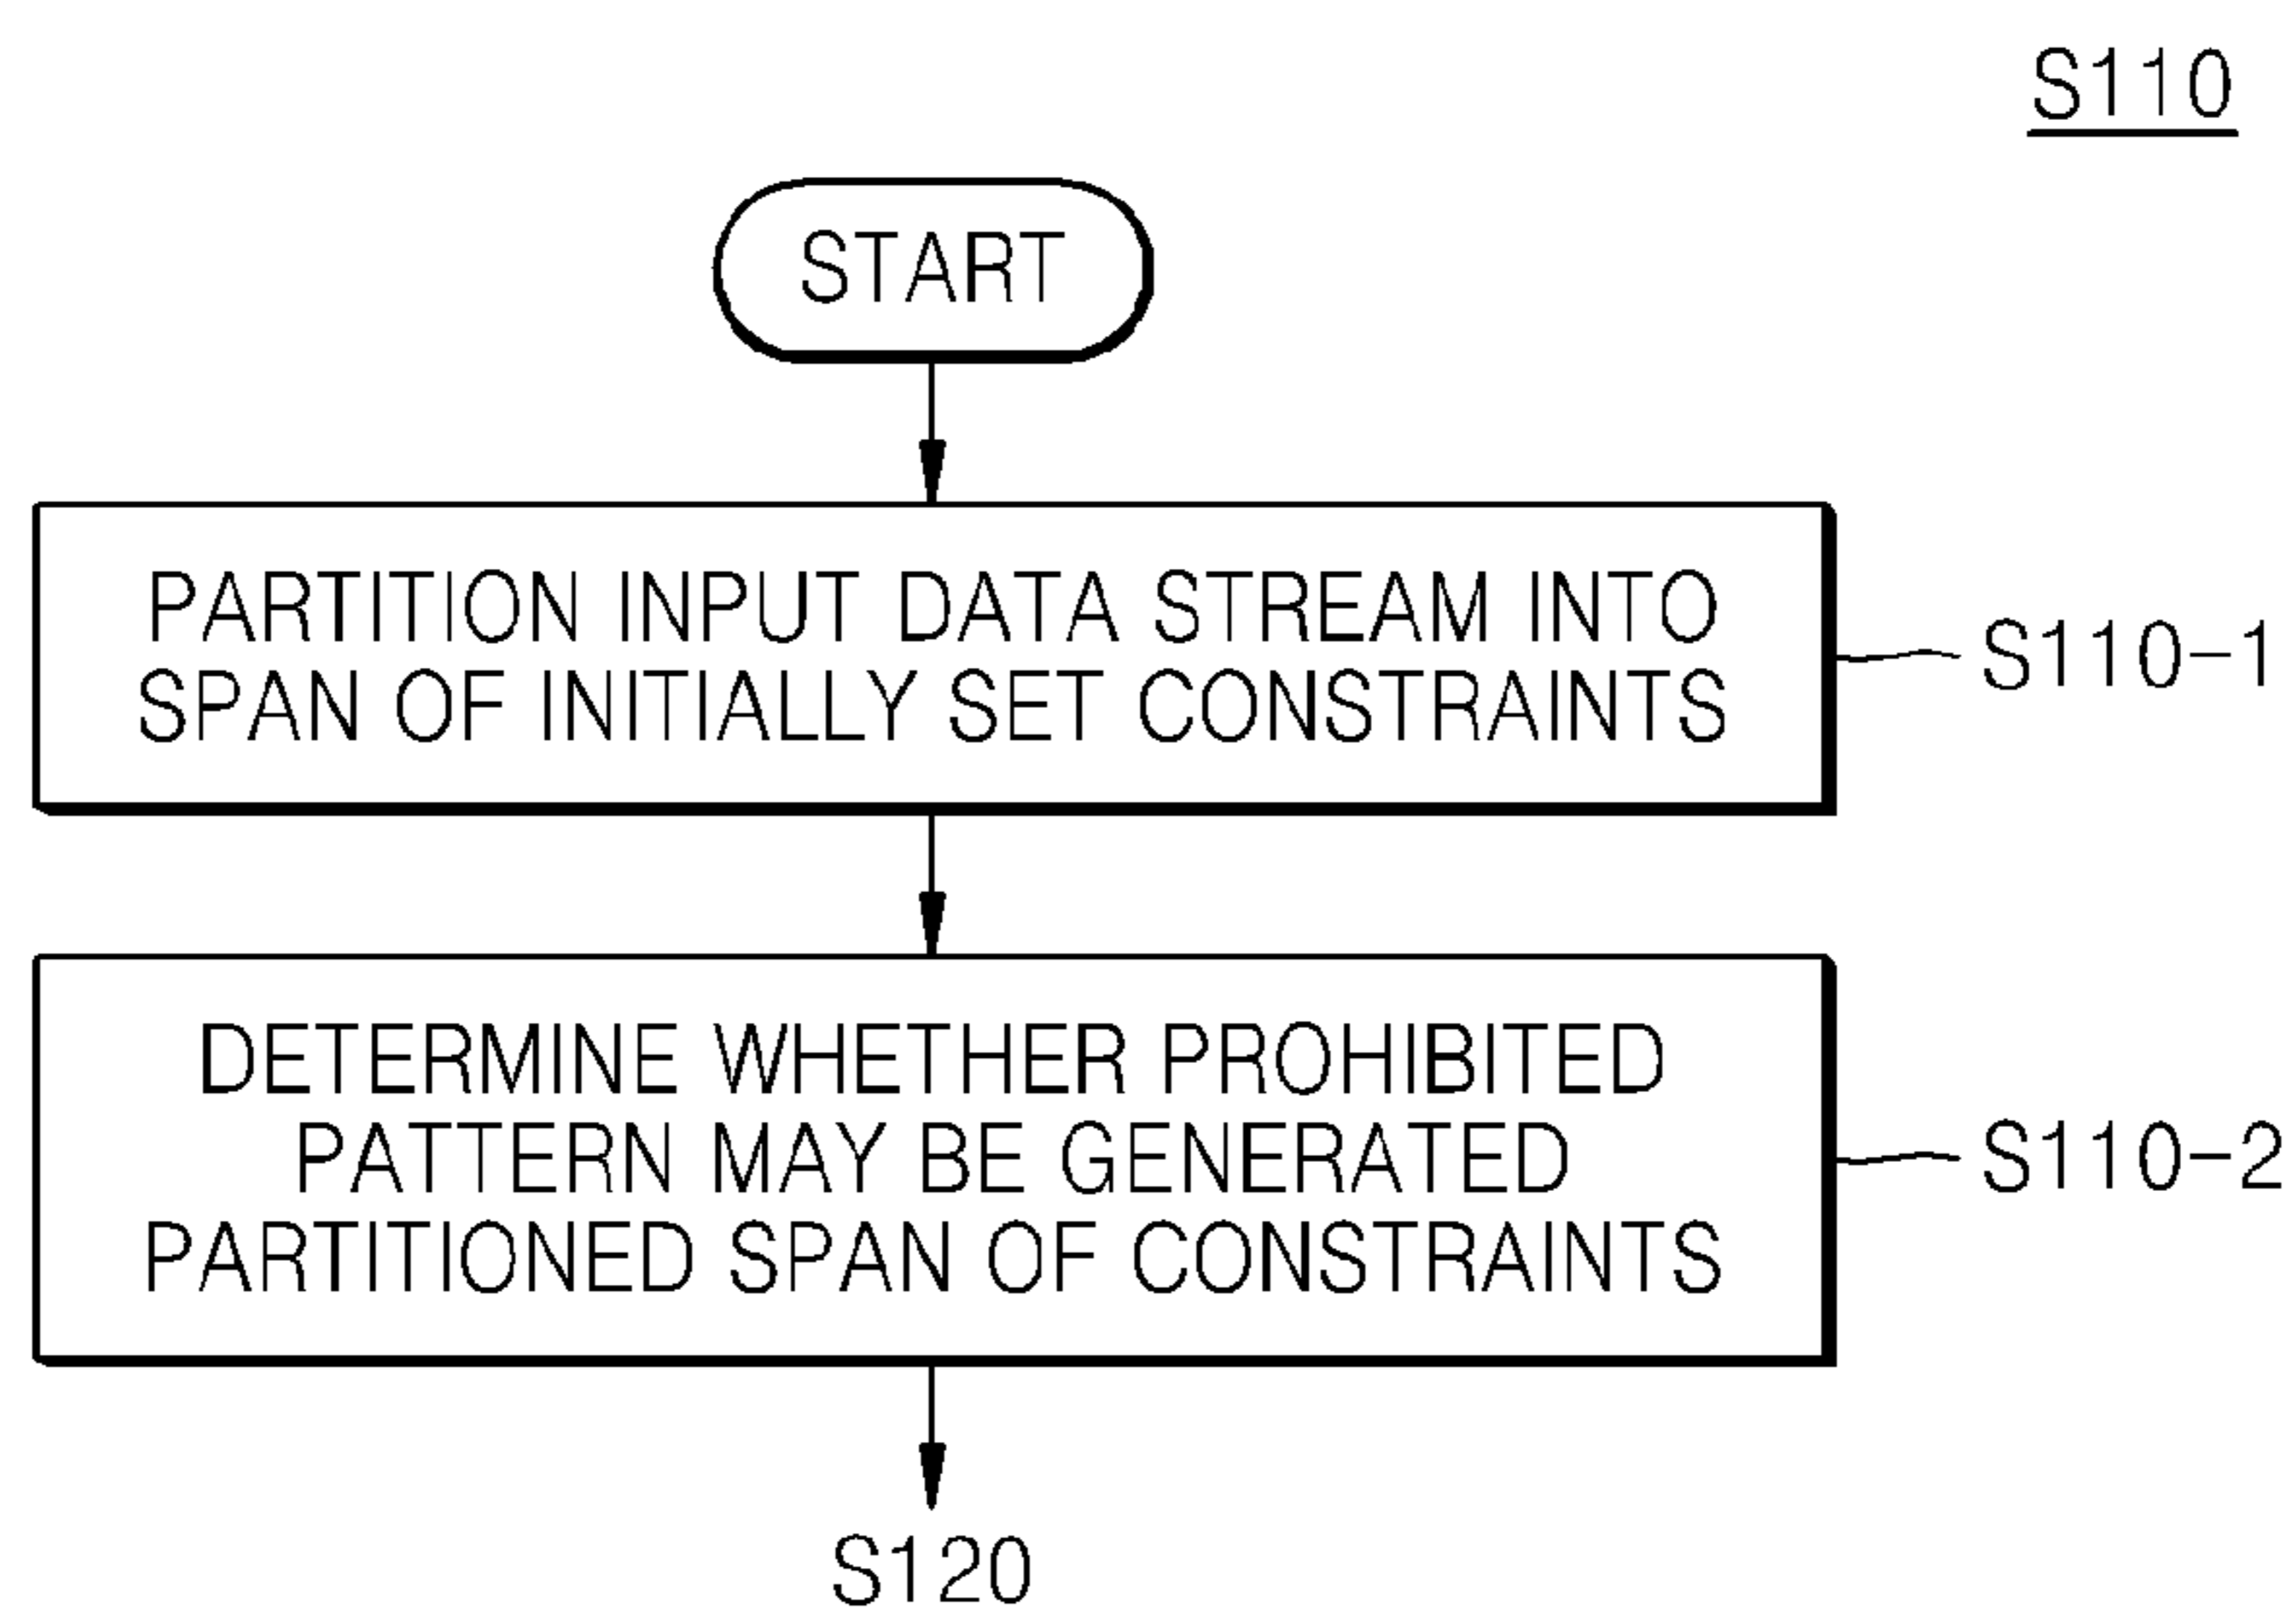 S110
START
PARTITION INPUT DATA STREAM INTO
SPAN OF INITIALLY SET CONSTRAINTS
S110-1
DETERMINE WHETHER PROHIBITED
PATTERN MAY BE GENERATED
PARTITIONED SPAN OF CONSTRAINTS
S110-2
S120